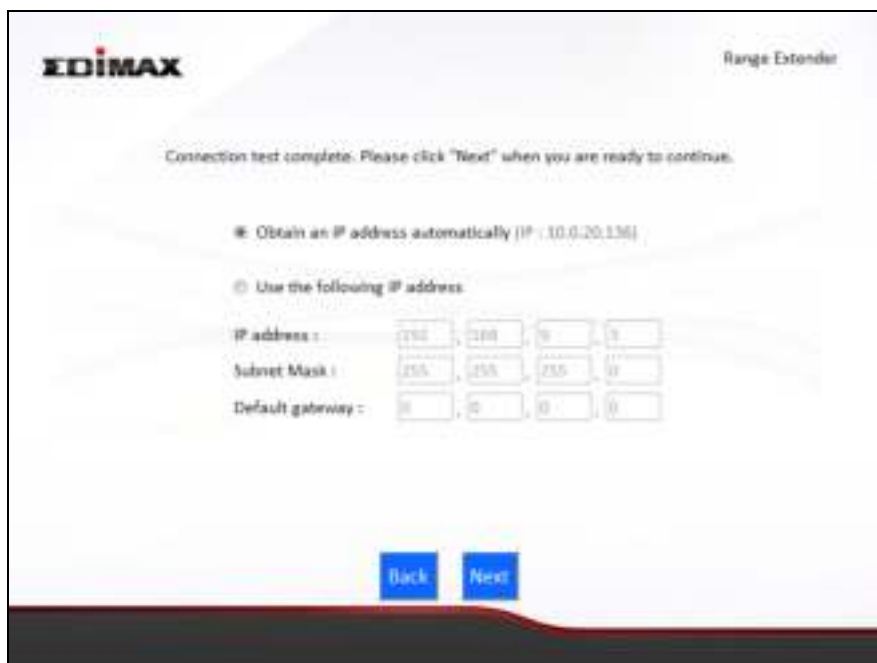 EDIMAX
Range Extender
Connection test complete. Please click "Next" when you are ready to continue.
Obtain an IP address automatically (IP : 10.0.20.136)
Use the following IP address
IP address :
Subnet Mask : 255 . 255 . 255 . 0
Default gateway : 0 . 0 . 0 . 0
Back Next